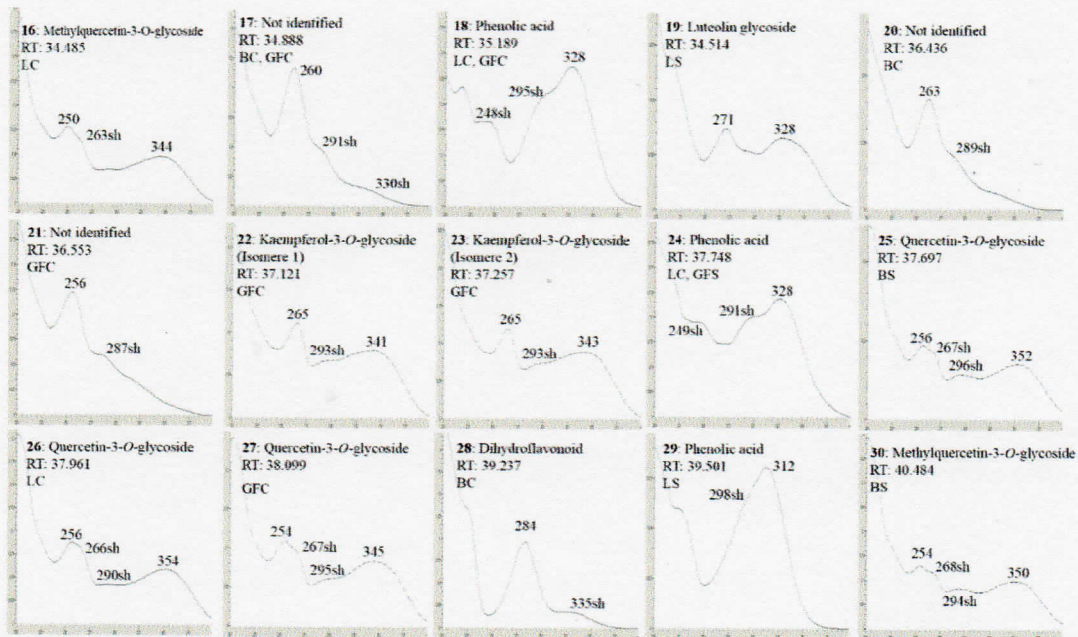 16: Methylquercetin-3-O-glycoside
RT: 34.485
LC
250
263sh
344
17: Not identified
RT: 34.888
BC, GFC
260
291sh
330sh
18: Phenolic acid
RT: 35.189
LC, GFC
328
295sh
248sh
19: Luteolin glycoside
RT: 34.514
LS
271
328
20: Not identified
RT: 36.436
BC
263
289sh
21: Not identified
RT: 36.553
GFC
256
287sh
22: Kaempferol-3-O-glycoside
(Isomere 1)
RT: 37.121
GFC
265
293sh
341
23: Kaempferol-3-O-glycoside
(Isomere 2)
RT: 37.257
GFC
265
293sh
343
24: Phenolic acid
RT: 37.748
LC, GFS
328
291sh
249sh
25: Quercetin-3-O-glycoside
RT: 37.697
BS
256
267sh
296sh
352
26: Quercetin-3-O-glycoside
RT: 37.961
LC
256
266sh
290sh
354
27: Quercetin-3-O-glycoside
RT: 38.099
GFC
254
267sh
295sh
345
28: Dihydroflavonoid
RT: 39.237
BC
284
335sh
29: Phenolic acid
RT: 39.501
LS
312
298sh
30: Methylquercetin-3-O-glycoside
RT: 40.484
BS
254
268sh
294sh
350